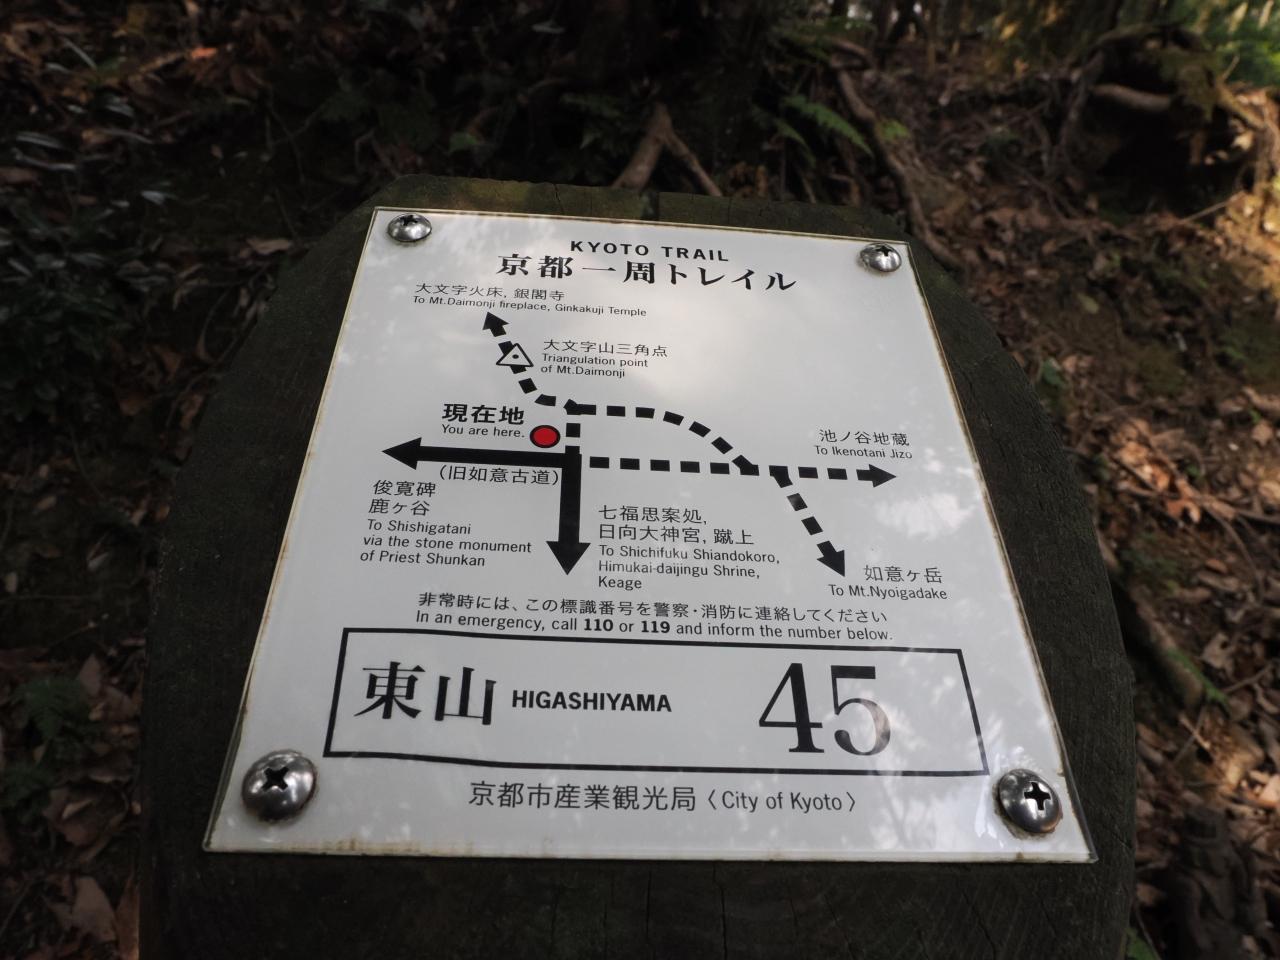 KYOTO TRAIL
京都一周トレイル
大文字火床, 銀閣寺
To Mt.Daimonji fireplace, Ginkakuji Temple
大文字山三角点
Triangulation point
of Mt.Daimonji
現在地
You are here.
池ノ谷地蔵
To Ikenotani Jizo
(旧如意古道)
俊寛碑
鹿ヶ谷
To Shishigatani
via the stone monument
of Priest Shunkan
七福思案処,
日向大神宮, 蹴上
To Shichifuku Shiandokoro,
Himukai-daijingu Shrine,
Keage
如意ヶ岳
To Mt.Nyoigadake
非常時には、この標識番号を警察・消防に連絡してください
In an emergency, call 110 or 119 and inform the number below.
東山 HIGASHIYAMA 45
京都市産業観光局〈City of Kyoto〉